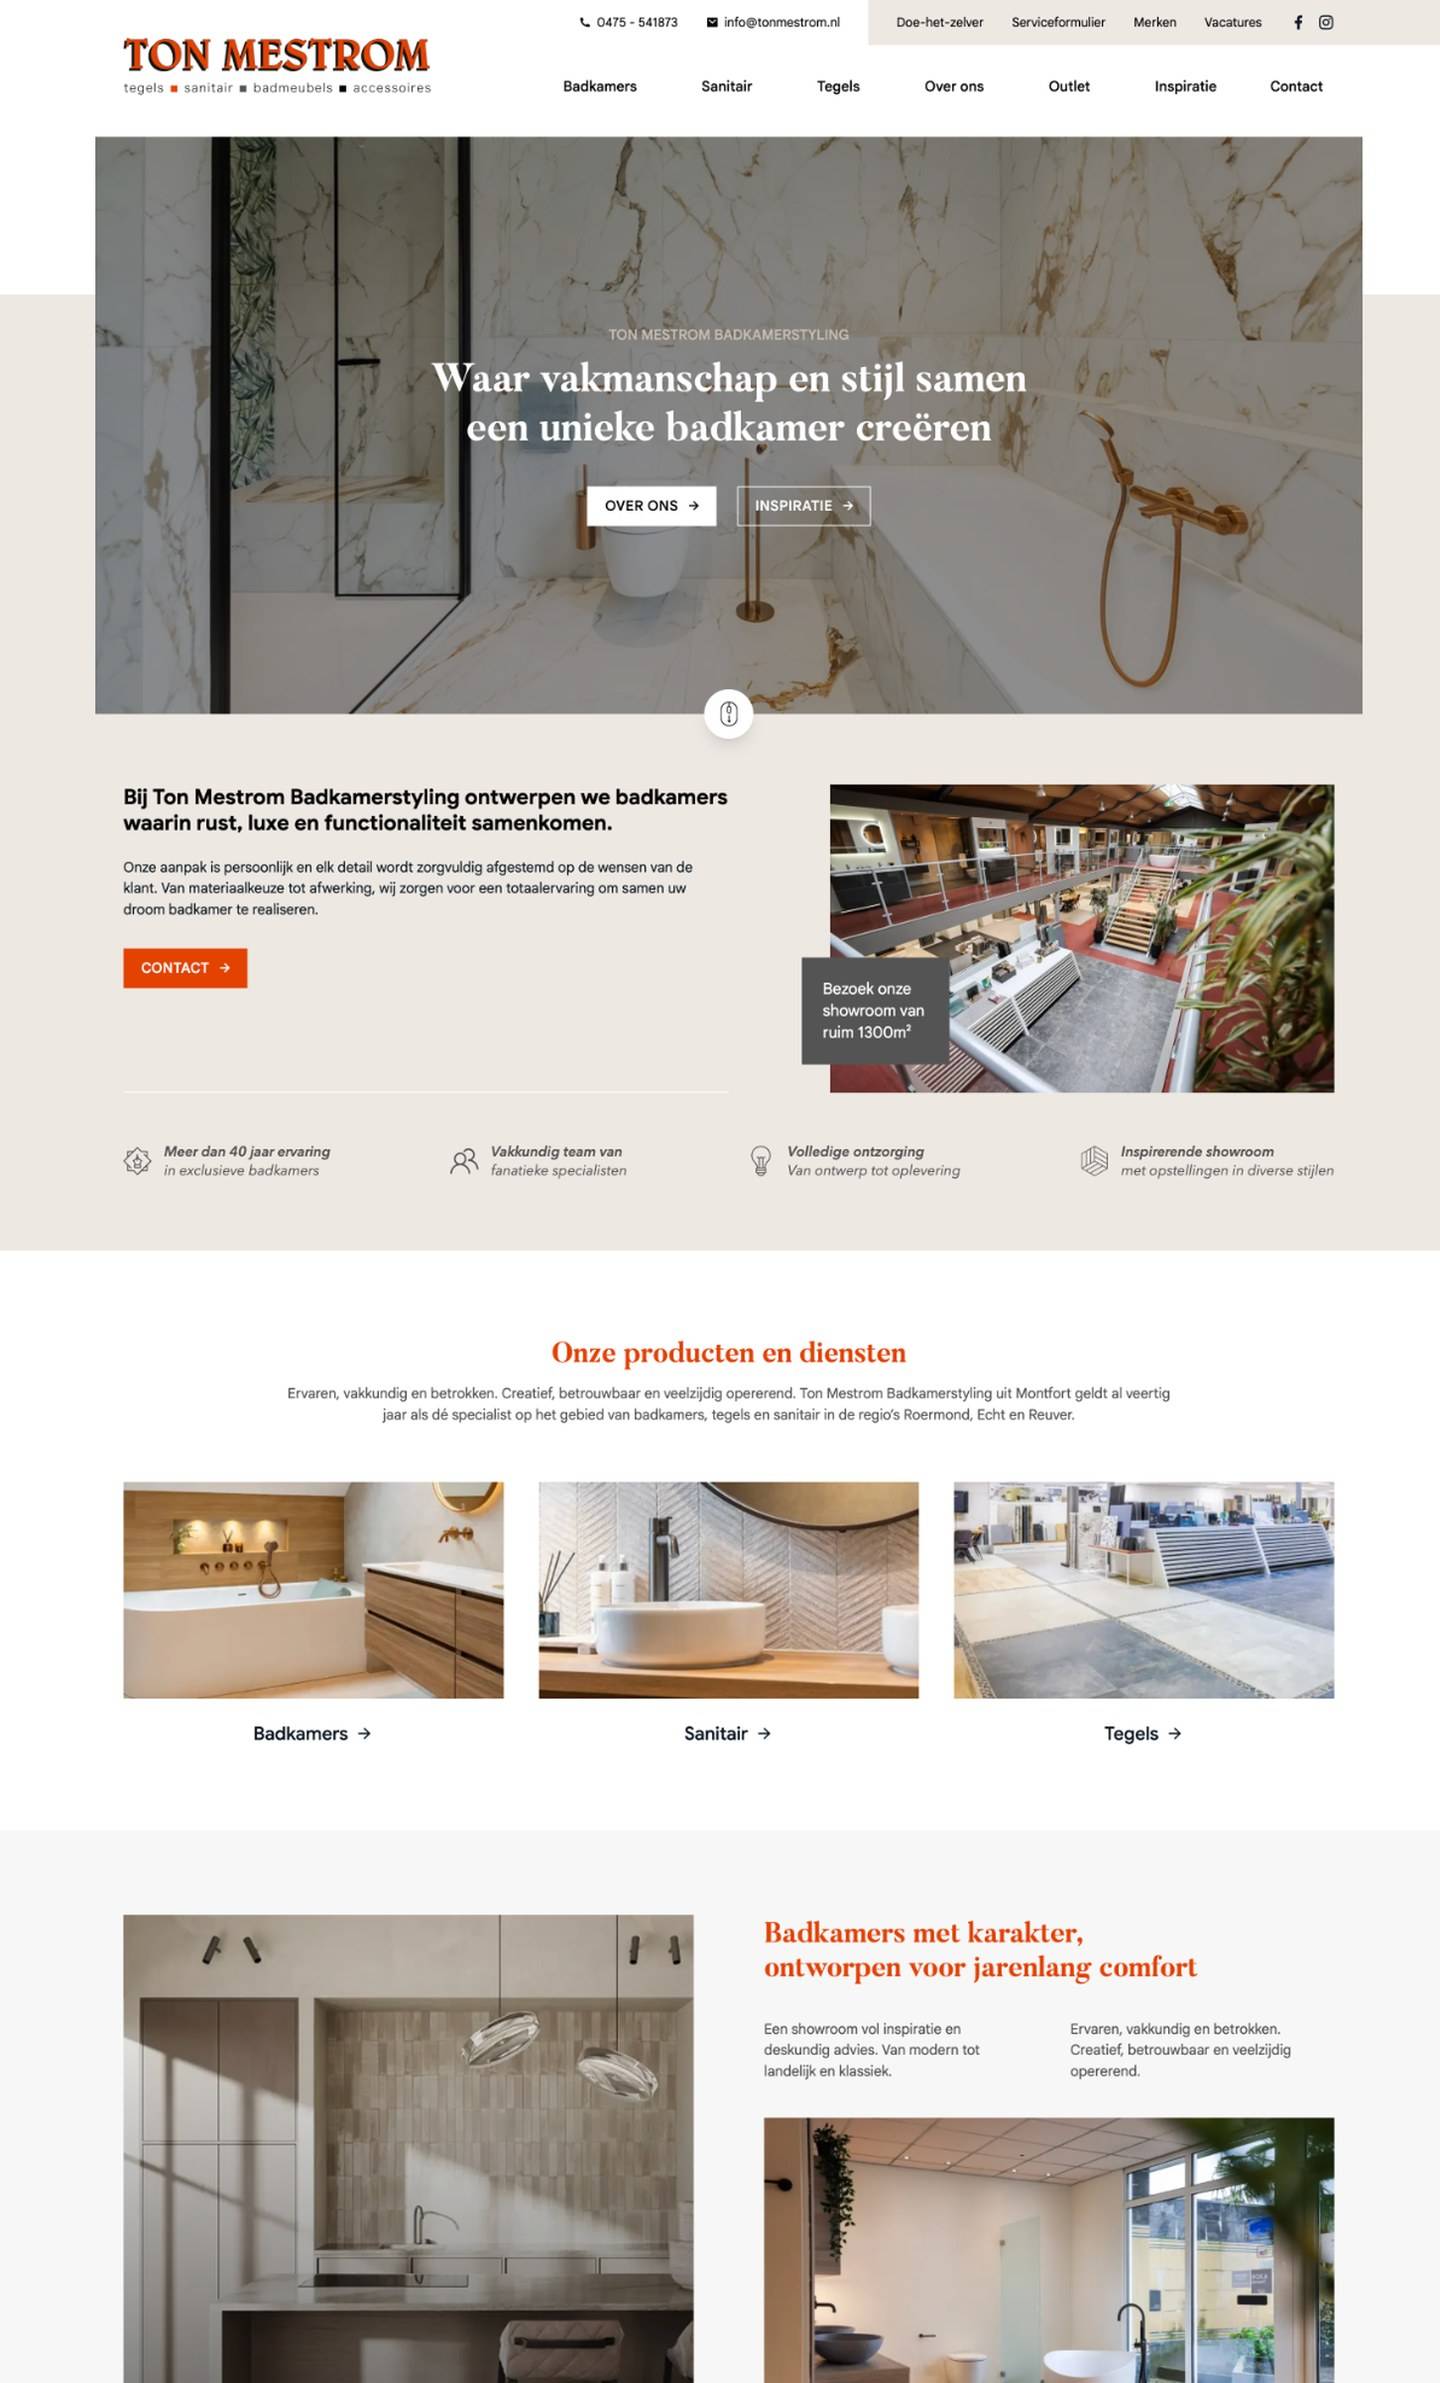 0475 - 541873
info@tonmestrom.nl
Doe-het-zelver
Serviceformulier
Merken
Vacatures
TON MESTROM
tegels ■ sanitair ■ badmeubels ■ accessoires
Badkamers
Sanitair
Tegels
Over ons
Outlet
Inspiratie
Contact
TON MESTROM BADKAMERSTYLING
Waar vakmanschap en stijl samen
een unieke badkamer creëren
OVER ONS →
INSPIRATIE →
Bij Ton Mestrom Badkamerstyling ontwerpen we badkamers
waarin rust, luxe en functionaliteit samenkomen.
Onze aanpak is persoonlijk en elk detail wordt zorgvuldig afgestemd op de wensen van de
klant. Van materiaalkeuze tot afwerking, wij zorgen voor een totaalervaring om samen uw
droom badkamer te realiseren.
CONTACT →
Bezoek onze
showroom van
ruim 1300m²
Meer dan 40 jaar ervaring
in exclusieve badkamers
Vakkundig team van
fanatieke specialisten
Volledige ontzorging
Van ontwerp tot oplevering
Inspirerende showroom
met opstellingen in diverse stijlen
Onze producten en diensten
Ervaren, vakkundig en betrokken. Creatief, betrouwbaar en veelzijdig opererend. Ton Mestrom Badkamerstyling uit Montfort geldt al veertig
jaar als dé specialist op het gebied van badkamers, tegels en sanitair in de regio's Roermond, Echt en Reuver.
Badkamers →
Sanitair →
Tegels →
Badkamers met karakter,
ontworpen voor jarenlang comfort
Een showroom vol inspiratie en
deskundig advies. Van modern tot
landelijk en klassiek.
Ervaren, vakkundig en betrokken.
Creatief, betrouwbaar en veelzijdig
opererend.